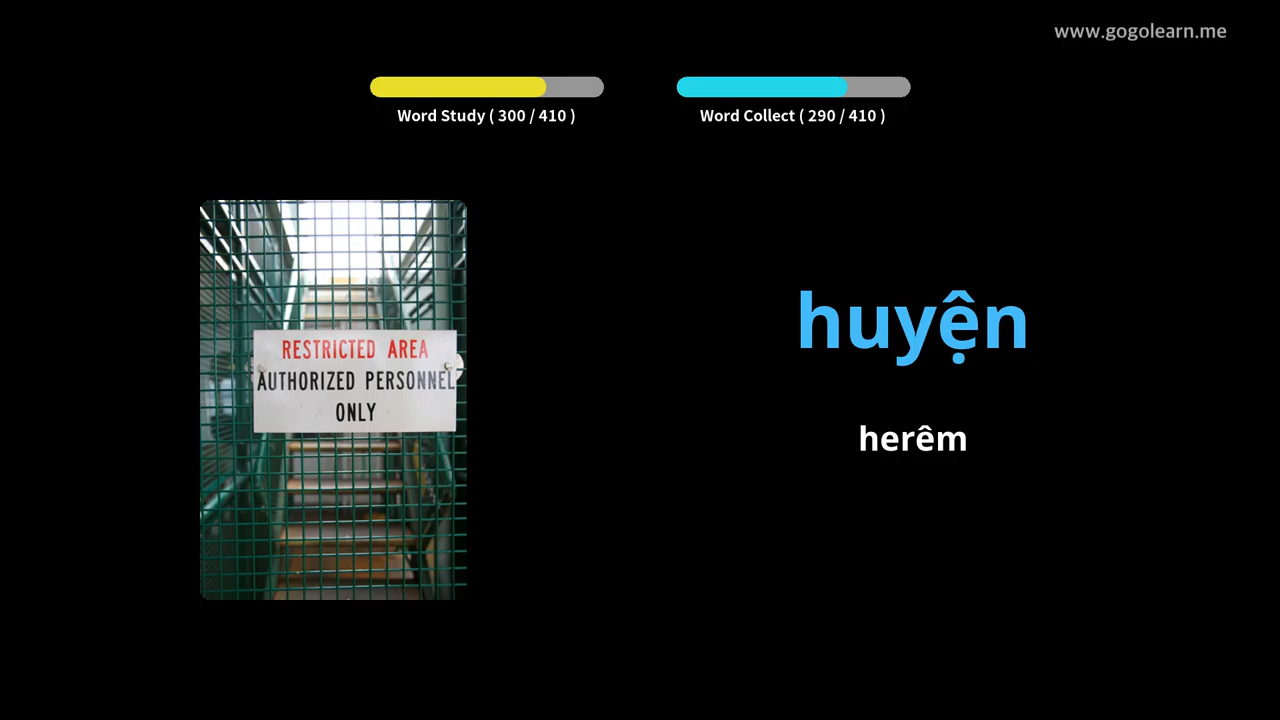 www.gogolearn.me
Word Study ( 300 / 410 )
Word Collect ( 290 / 410 )
RESTRICTED AREA
AUTHORIZED PERSONNEL
ONLY
huyện
herêm